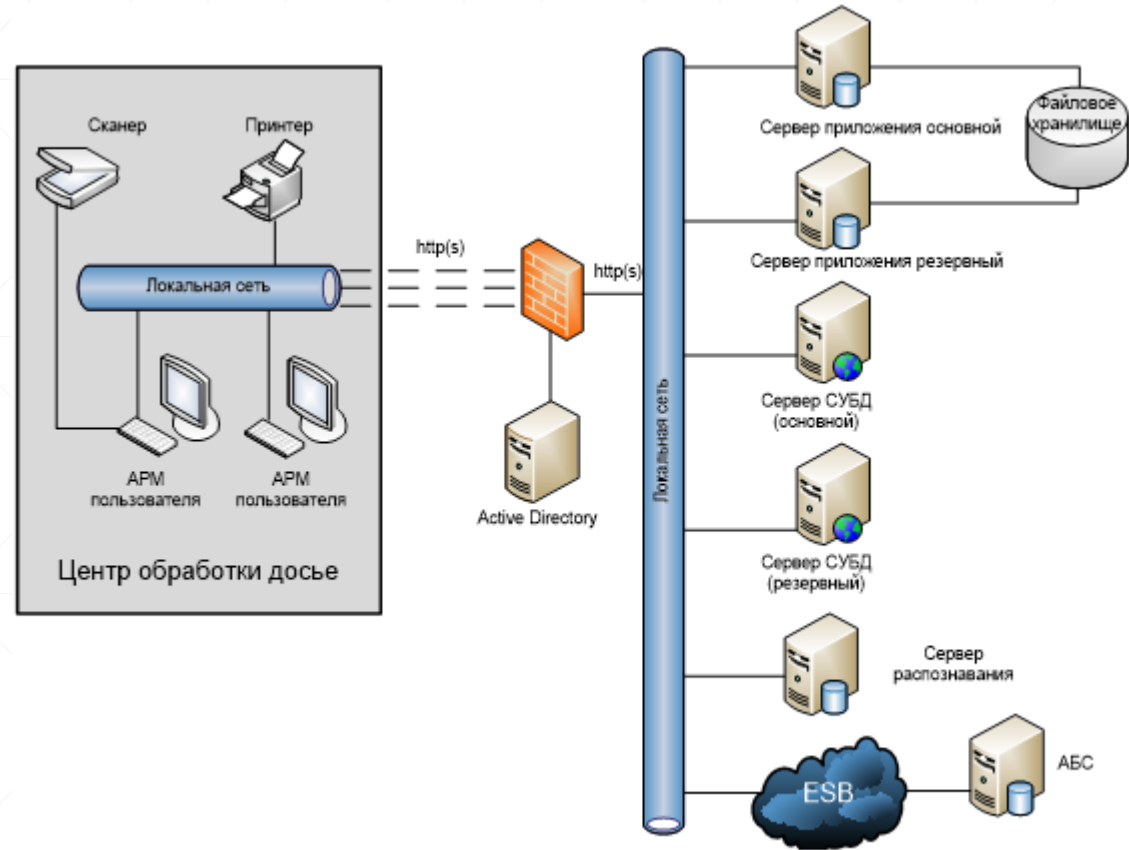 Сканер
Принтер
Локальная сеть
АРМ
пользователя
АРМ
пользователя
Центр обработки досье
http(s)
http(s)
Active Directory
Локальная сеть
Сервер приложения основной
Файловое
хранилище
Сервер приложения резервный
Сервер СУБД
(основной)
Сервер СУБД
(резервный)
Сервер
распознавания
ESB
АБС